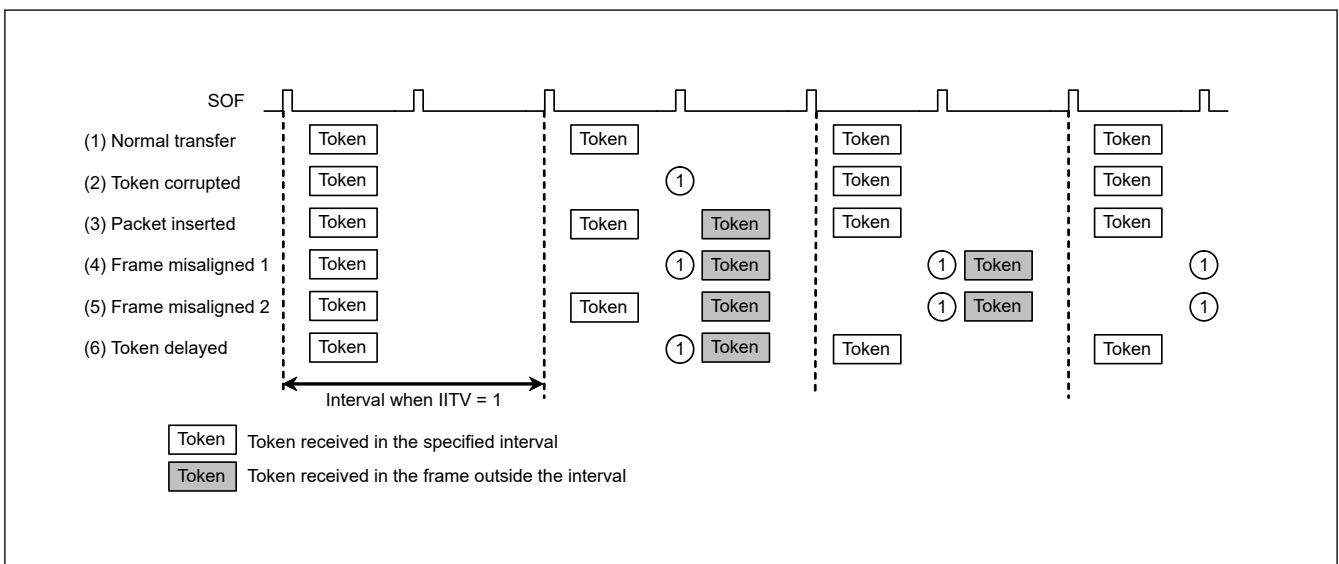 SOF
(1) Normal transfer Token Token Token Token
(2) Token corrupted Token 1 Token Token
(3) Packet inserted Token Token Token Token Token
(4) Frame misaligned 1 Token 1 Token 1 Token 1
(5) Frame misaligned 2 Token Token Token 1 Token 1
(6) Token delayed Token 1 Token Token Token
Interval when IITV = 1
Token Token received in the specified interval
Token Token received in the frame outside the interval